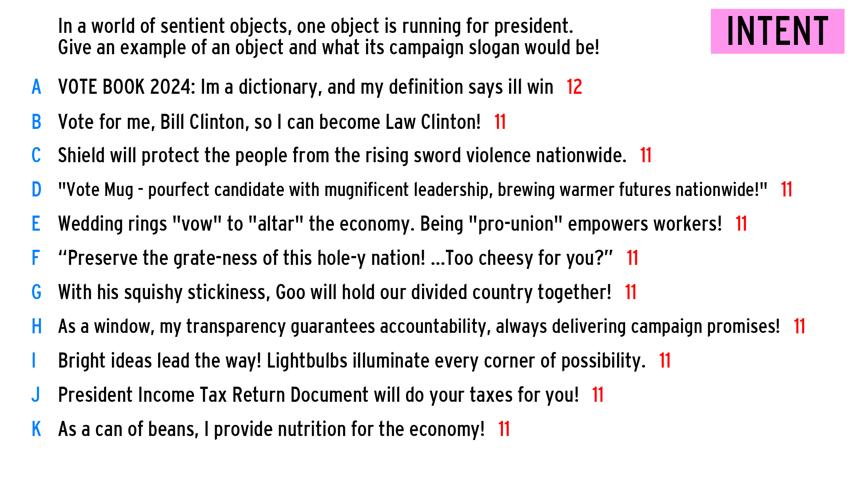 In a world of sentient objects, one object is running for president.
Give an example of an object and what its campaign slogan would be!
INTENT
A VOTE BOOK 2024: Im a dictionary, and my definition says ill win 12
B Vote for me, Bill Clinton, so I can become Law Clinton! 11
C Shield will protect the people from the rising sword violence nationwide. 11
D "Vote Mug - pourfect candidate with mugnificent leadership, brewing warmer futures nationwide!" 11
E Wedding rings "vow" to "altar" the economy. Being "pro-union" empowers workers! 11
F “Preserve the grate-ness of this hole-y nation! ...Too cheesy for you?” 11
G With his squishy stickiness, Goo will hold our divided country together! 11
H As a window, my transparency guarantees accountability, always delivering campaign promises! 11
I Bright ideas lead the way! Lightbulbs illuminate every corner of possibility. 11
J President Income Tax Return Document will do your taxes for you! 11
K As a can of beans, I provide nutrition for the economy! 11